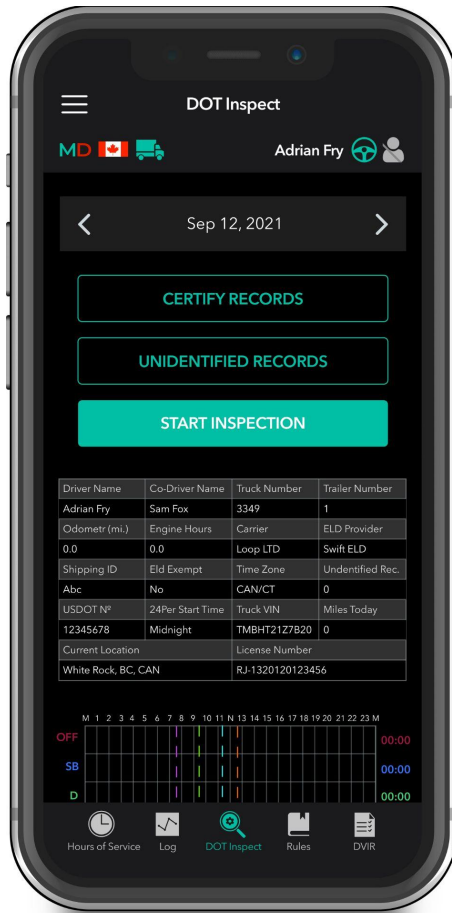 DOT Inspect
MD Adrian Fry
Sep 12, 2021
CERTIFY RECORDS
UNIDENTIFIED RECORDS
START INSPECTION
Driver Name Co-Driver Name Truck Number Trailer Number
Adrian Fry Sam Fox 3349 1
Odometr (mi.) Engine Hours Carrier ELD Provider
0.0 0.0 Loop LTD Swift ELD
Shipping ID Eld Exempt Time Zone Undentified Rec.
Abc No CAN/CT 0
USDOT Nº 24Per Start Time Truck VIN Miles Today
12345678 Midnight TMBHT21Z7B20 0
Current Location License Number
White Rock, BC, CAN RJ-1320120123456
M 1 2 3 4 5 6 7 8 9 10 11 N 13 14 15 16 17 18 19 20 21 22 23 M
OFF 00:00
SB 00:00
D 00:00
Hours of Service Log DOT Inspect Rules DVIR